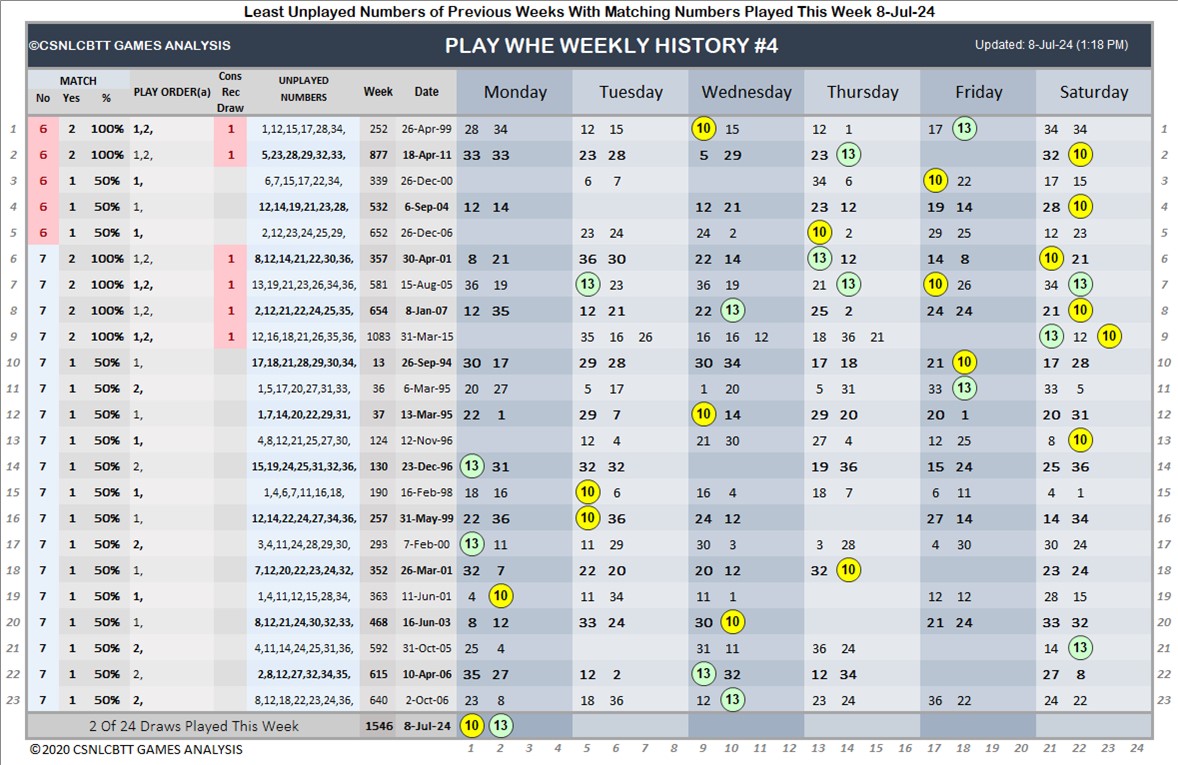 Least Unplayed Numbers of Previous Weeks With Matching Numbers Played This Week 8-Jul-24
©CSNLCBTT GAMES ANALYSIS PLAY WHE WEEKLY HISTORY #4 Updated: 8-Jul-24 (1:18 PM)
MATCH No Yes % PLAY ORDER(a) Cons Rec Draw UNPLAYED NUMBERS Week Date Monday Tuesday Wednesday Thursday Friday Saturday
1 6 2 100% 1,2, 1 1,12,15,17,28,34, 252 26-Apr-99 28 34 12 15 10 15 12 1 17 13 34 34 1
2 6 2 100% 1,2, 1 5,23,28,29,32,33, 877 18-Apr-11 33 33 23 28 5 29 23 13 32 10 2
3 6 1 50% 1, 6,7,15,17,22,34, 339 26-Dec-00 6 7 34 6 10 22 17 15 3
4 6 1 50% 1, 12,14,19,21,23,28, 532 6-Sep-04 12 14 12 21 23 12 19 14 28 10 4
5 6 1 50% 1, 2,12,23,24,25,29, 652 26-Dec-06 23 24 24 2 10 2 29 25 12 23 5
6 7 2 100% 1,2, 1 8,12,14,21,22,30,36, 357 30-Apr-01 8 21 36 30 22 14 13 12 14 8 10 21 6
7 7 2 100% 1,2, 1 13,19,21,23,26,34,36, 581 15-Aug-05 36 19 13 23 36 19 21 13 10 26 34 13 7
8 7 2 100% 1,2, 1 2,12,21,22,24,25,35, 654 8-Jan-07 12 35 12 21 22 13 25 2 24 24 21 10 8
9 7 2 100% 1,2, 1 12,16,18,21,26,35,36, 1083 31-Mar-15 35 16 26 16 16 12 18 36 21 13 12 10 9
10 7 1 50% 1, 17,18,21,28,29,30,34, 13 26-Sep-94 30 17 29 28 30 34 17 18 21 10 17 28 10
11 7 1 50% 2, 1,5,17,20,27,31,33, 36 6-Mar-95 20 27 5 17 1 20 5 31 33 13 33 5 11
12 7 1 50% 1, 1,7,14,20,22,29,31, 37 13-Mar-95 22 1 29 7 10 14 29 20 20 1 20 31 12
13 7 1 50% 1, 4,8,12,21,25,27,30, 124 12-Nov-96 12 4 21 30 27 4 12 25 8 10 13
14 7 1 50% 2, 15,19,24,25,31,32,36, 130 23-Dec-96 13 31 32 32 19 36 15 24 25 36 14
15 7 1 50% 1, 1,4,6,7,11,16,18, 190 16-Feb-98 18 16 10 6 16 4 18 7 6 11 4 1 15
16 7 1 50% 1, 12,14,22,24,27,34,36, 257 31-May-99 22 36 10 36 24 12 27 14 14 34 16
17 7 1 50% 2, 3,4,11,24,28,29,30, 293 7-Feb-00 13 11 11 29 30 3 3 28 4 30 30 24 17
18 7 1 50% 1, 7,12,20,22,23,24,32, 352 26-Mar-01 32 7 22 20 20 12 32 10 23 24 18
19 7 1 50% 1, 1,4,11,12,15,28,34, 363 11-Jun-01 4 10 11 34 11 1 12 12 28 15 19
20 7 1 50% 1, 8,12,21,24,30,32,33, 468 16-Jun-03 8 12 33 24 30 10 21 24 33 32 20
21 7 1 50% 2, 4,11,14,24,25,31,36, 592 31-Oct-05 25 4 31 11 36 24 14 13 21
22 7 1 50% 2, 2,8,12,27,32,34,35, 615 10-Apr-06 35 27 12 2 13 32 12 34 27 8 22
23 7 1 50% 2, 8,12,18,22,23,24,36, 640 2-Oct-06 23 8 18 36 12 13 23 24 36 22 24 22 23
2 Of 24 Draws Played This Week 1546 8-Jul-24 10 13
© 2020 CSNLCBTT GAMES ANALYSIS 1 2 3 4 5 6 7 8 9 10 11 12 13 14 15 16 17 18 19 20 21 22 23 24